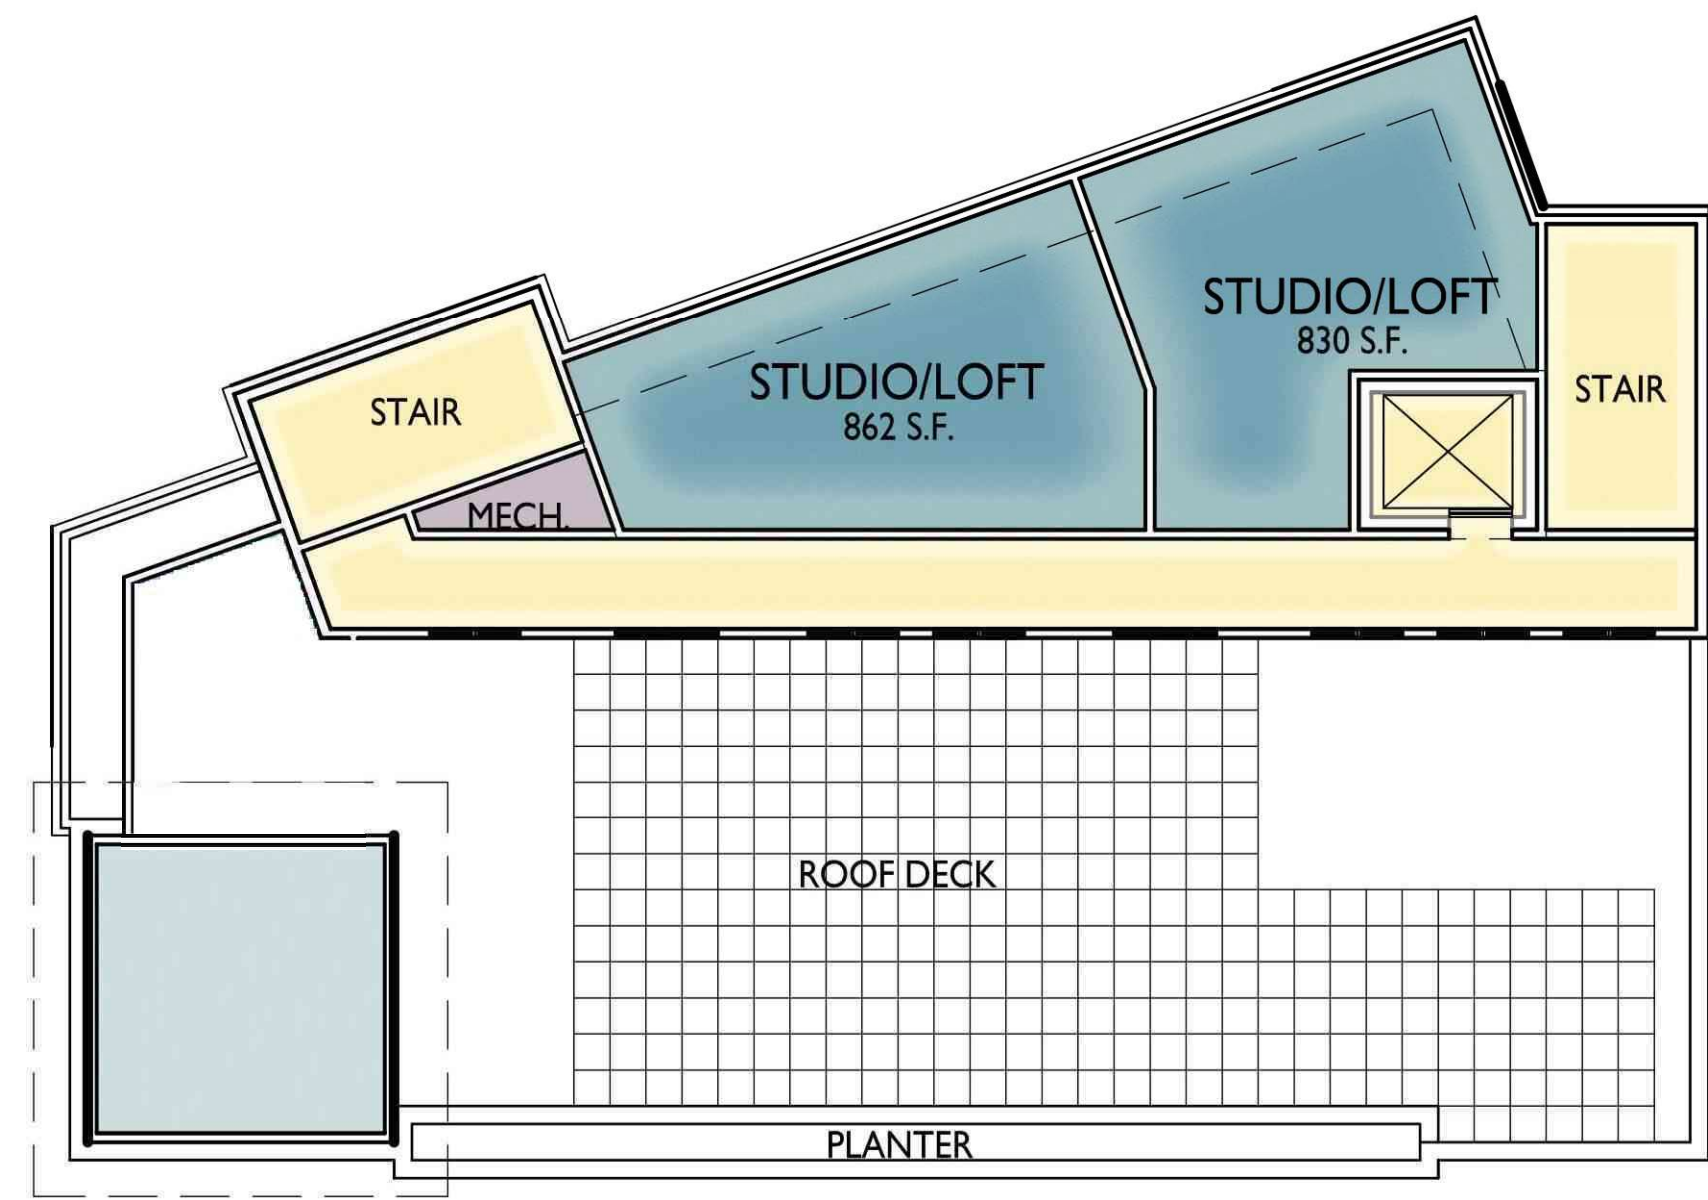 STUDIO/LOFT
830 S.F.
STUDIO/LOFT
862 S.F.
STAIR
STAIR
MECH.
ROOF DECK
PLANTER